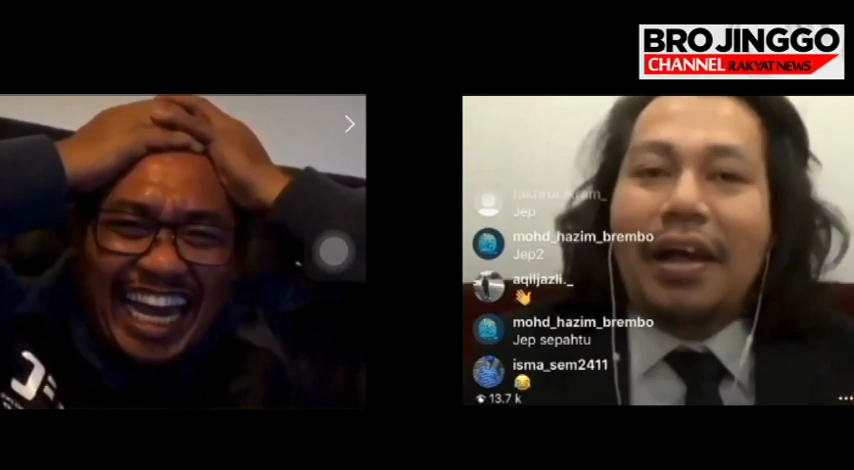 BRO JINGGO
CHANNEL RAKYAT NEWS
Jep
mohd_hazim_brembo
Jep2
aqiljazli._
👋
mohd_hazim_brembo
Jep sepahtu
isma_sem2411
😂
13.7 k